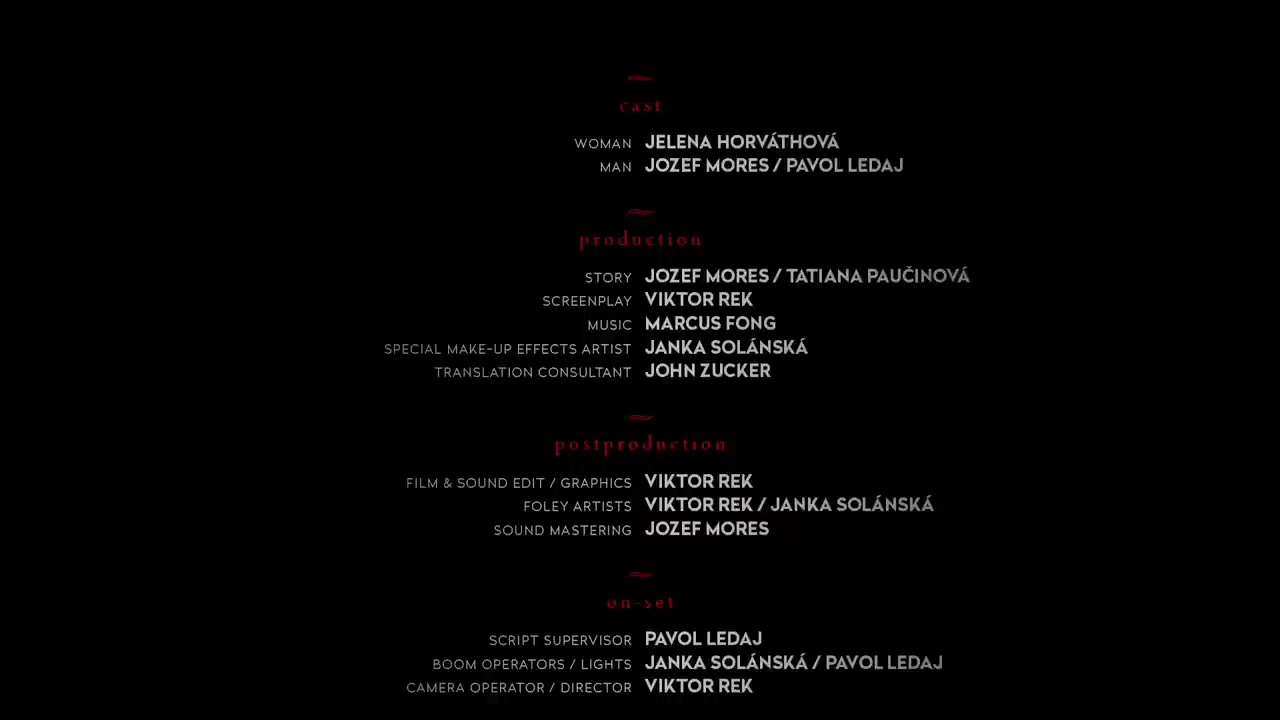 cast
WOMAN JELENA HORVÁTHOVÁ
MAN JOZEF MORES / PAVOL LEDAJ
production
STORY JOZEF MORES / TATIANA PAUČINOVÁ
SCREENPLAY VIKTOR REK
MUSIC MARCUS FONG
SPECIAL MAKE-UP EFFECTS ARTIST JANKA SOLÁNSKÁ
TRANSLATION CONSULTANT JOHN ZUCKER
postproduction
FILM & SOUND EDIT / GRAPHICS VIKTOR REK
FOLEY ARTISTS VIKTOR REK / JANKA SOLÁNSKÁ
SOUND MASTERING JOZEF MORES
on-set
SCRIPT SUPERVISOR PAVOL LEDAJ
BOOM OPERATORS / LIGHTS JANKA SOLÁNSKÁ / PAVOL LEDAJ
CAMERA OPERATOR / DIRECTOR VIKTOR REK